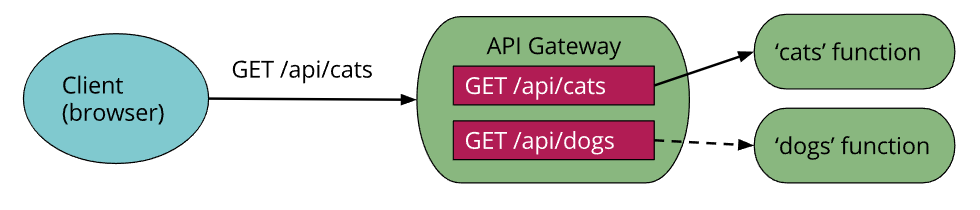 Client
(browser)
GET /api/cats
API Gateway
GET /api/cats
GET /api/dogs
‘cats’ function
‘dogs’ function